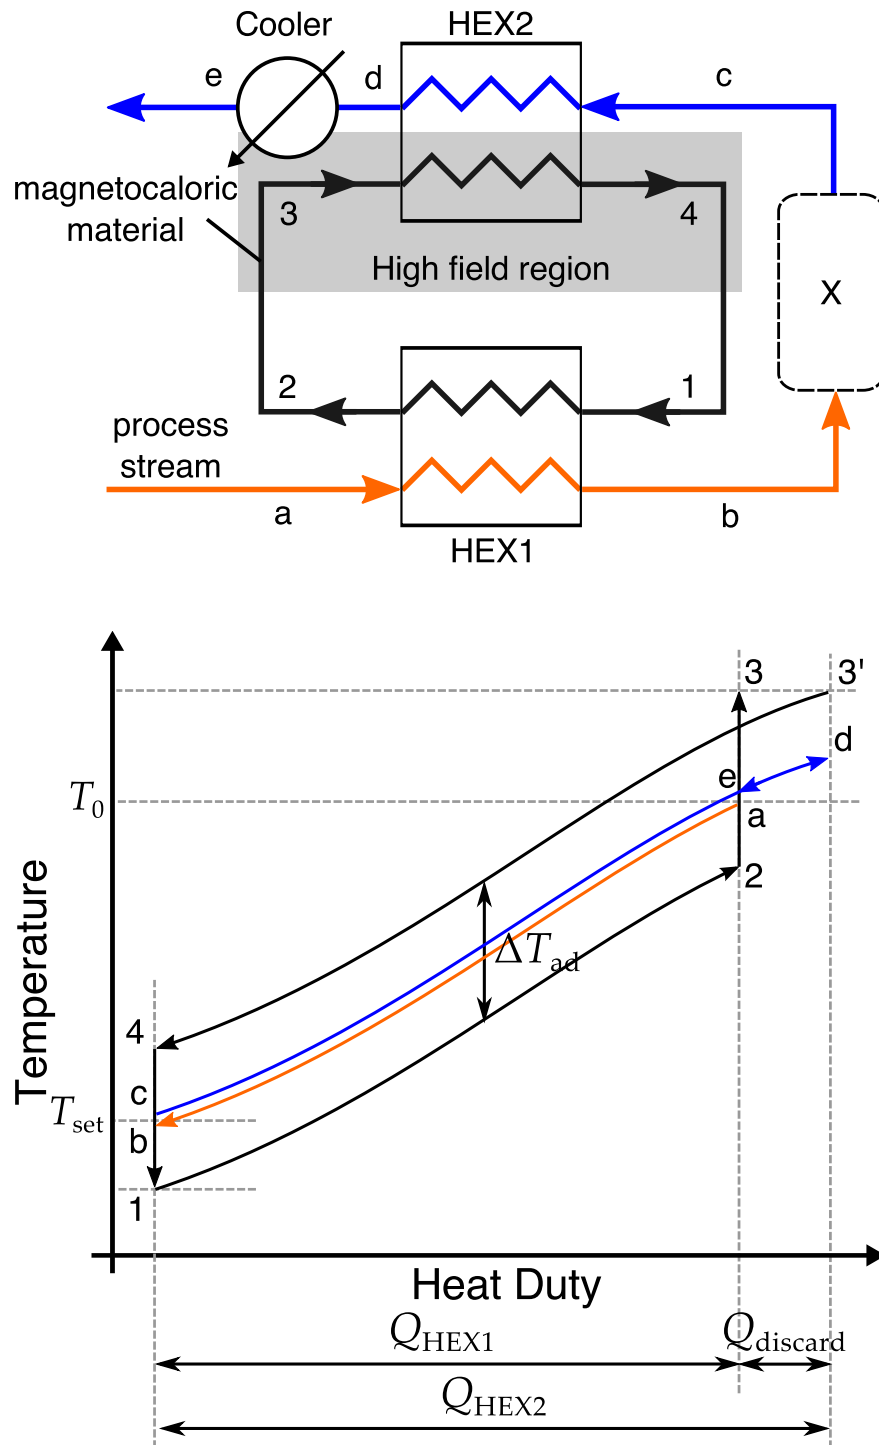 Cooler
HEX2
e
d
c
magnetocaloric
material
3
4
High field region
X
2
1
process
stream
a
b
HEX1
3
3'
d
e
T0
a
2
ΔTad
Temperature
4
c
Tset
b
1
Heat Duty
QHEX1
Qdiscard
QHEX2